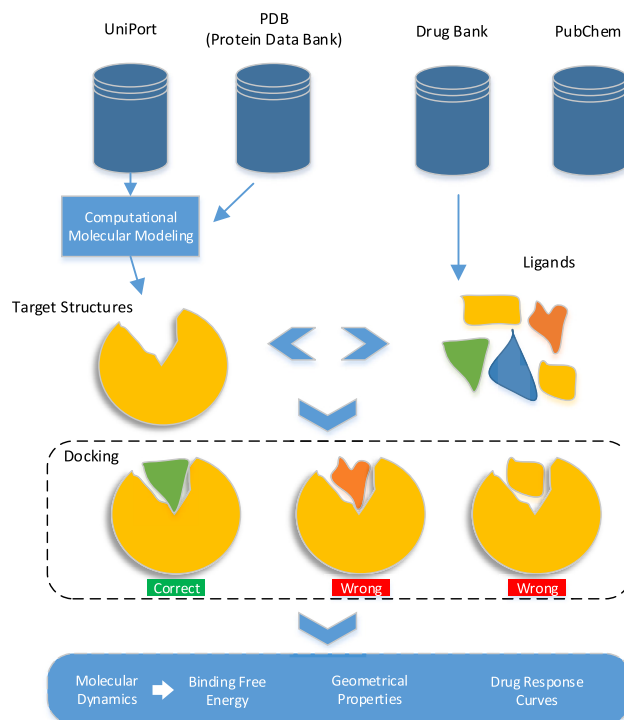 UniPort
PDB
(Protein Data Bank)
Drug Bank
PubChem
Computational
Molecular Modeling
Ligands
Target Structures
Docking
Correct
Wrong
Wrong
Molecular
Dynamics
Binding Free
Energy
Geometrical
Properties
Drug Response
Curves